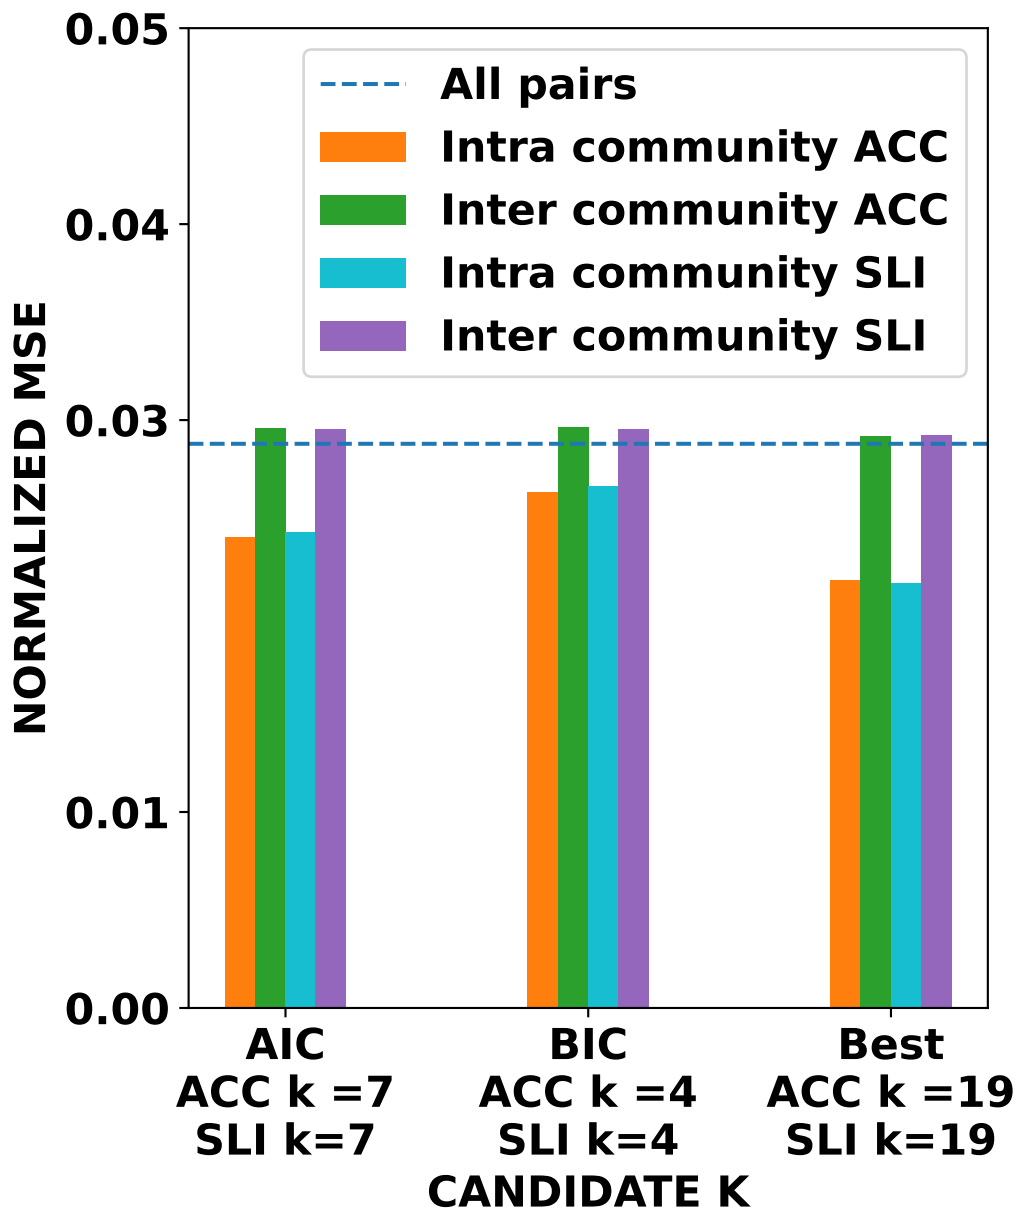 0.05
0.04
0.03
0.01
0.00
NORMALIZED MSE
All pairs
Intra community ACC
Inter community ACC
Intra community SLI
Inter community SLI
AIC
ACC k =7
SLI k=7
BIC
ACC k =4
SLI k=4
Best
ACC k =19
SLI k=19
CANDIDATE K